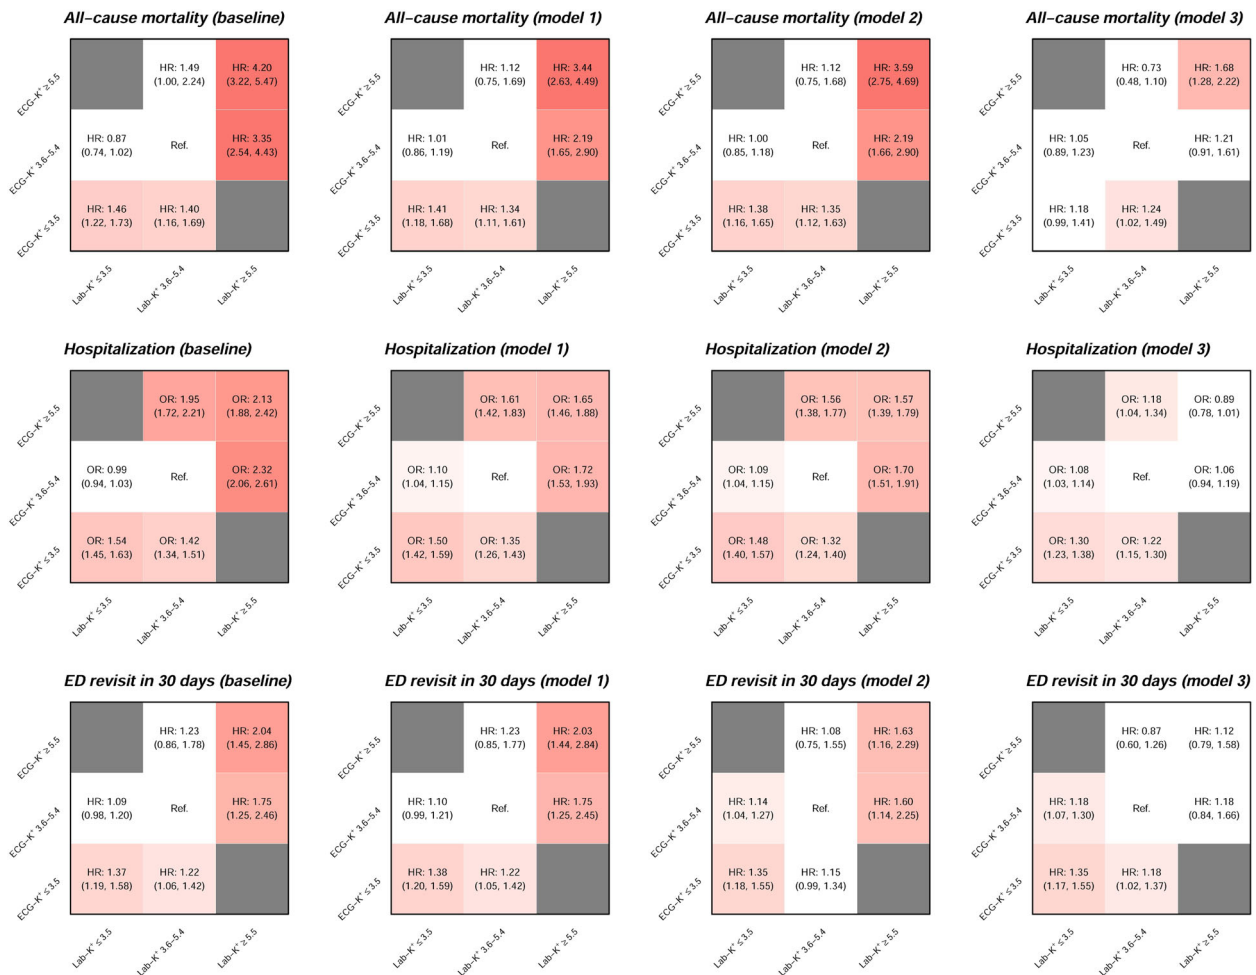 All–cause mortality (baseline)
ECG–K⁺ ≥ 5.5
HR: 1.49
(1.00, 2.24)
HR: 4.20
(3.22, 5.47)
ECG–K⁺ 3.6–5.4
HR: 0.87
(0.74, 1.02)
Ref.
HR: 3.35
(2.54, 4.43)
ECG–K⁺ ≤ 3.5
HR: 1.46
(1.22, 1.73)
HR: 1.40
(1.16, 1.69)
Lab–K⁺ ≤ 3.5
Lab–K⁺ 3.6–5.4
Lab–K⁺ ≥ 5.5
All–cause mortality (model 1)
ECG–K⁺ ≥ 5.5
HR: 1.12
(0.75, 1.69)
HR: 3.44
(2.63, 4.49)
ECG–K⁺ 3.6–5.4
HR: 1.01
(0.86, 1.19)
Ref.
HR: 2.19
(1.65, 2.90)
ECG–K⁺ ≤ 3.5
HR: 1.41
(1.18, 1.68)
HR: 1.34
(1.11, 1.61)
Lab–K⁺ ≤ 3.5
Lab–K⁺ 3.6–5.4
Lab–K⁺ ≥ 5.5
All–cause mortality (model 2)
ECG–K⁺ ≥ 5.5
HR: 1.12
(0.75, 1.68)
HR: 3.59
(2.75, 4.69)
ECG–K⁺ 3.6–5.4
HR: 1.00
(0.85, 1.18)
Ref.
HR: 2.19
(1.66, 2.90)
ECG–K⁺ ≤ 3.5
HR: 1.38
(1.16, 1.65)
HR: 1.35
(1.12, 1.63)
Lab–K⁺ ≤ 3.5
Lab–K⁺ 3.6–5.4
Lab–K⁺ ≥ 5.5
All–cause mortality (model 3)
ECG–K⁺ ≥ 5.5
HR: 0.73
(0.48, 1.10)
HR: 1.68
(1.28, 2.22)
ECG–K⁺ 3.6–5.4
HR: 1.05
(0.89, 1.23)
Ref.
HR: 1.21
(0.91, 1.61)
ECG–K⁺ ≤ 3.5
HR: 1.18
(0.99, 1.41)
HR: 1.24
(1.02, 1.49)
Lab–K⁺ ≤ 3.5
Lab–K⁺ 3.6–5.4
Lab–K⁺ ≥ 5.5
Hospitalization (baseline)
ECG–K⁺ ≥ 5.5
OR: 1.95
(1.72, 2.21)
OR: 2.13
(1.88, 2.42)
ECG–K⁺ 3.6–5.4
OR: 0.99
(0.94, 1.03)
Ref.
OR: 2.32
(2.06, 2.61)
ECG–K⁺ ≤ 3.5
OR: 1.54
(1.45, 1.63)
OR: 1.42
(1.34, 1.51)
Lab–K⁺ ≤ 3.5
Lab–K⁺ 3.6–5.4
Lab–K⁺ ≥ 5.5
Hospitalization (model 1)
ECG–K⁺ ≥ 5.5
OR: 1.61
(1.42, 1.83)
OR: 1.65
(1.46, 1.88)
ECG–K⁺ 3.6–5.4
OR: 1.10
(1.04, 1.15)
Ref.
OR: 1.72
(1.53, 1.93)
ECG–K⁺ ≤ 3.5
OR: 1.50
(1.42, 1.59)
OR: 1.35
(1.26, 1.43)
Lab–K⁺ ≤ 3.5
Lab–K⁺ 3.6–5.4
Lab–K⁺ ≥ 5.5
Hospitalization (model 2)
ECG–K⁺ ≥ 5.5
OR: 1.56
(1.38, 1.77)
OR: 1.57
(1.39, 1.79)
ECG–K⁺ 3.6–5.4
OR: 1.09
(1.04, 1.15)
Ref.
OR: 1.70
(1.51, 1.91)
ECG–K⁺ ≤ 3.5
OR: 1.48
(1.40, 1.57)
OR: 1.32
(1.24, 1.40)
Lab–K⁺ ≤ 3.5
Lab–K⁺ 3.6–5.4
Lab–K⁺ ≥ 5.5
Hospitalization (model 3)
ECG–K⁺ ≥ 5.5
OR: 1.18
(1.04, 1.34)
OR: 0.89
(0.78, 1.01)
ECG–K⁺ 3.6–5.4
OR: 1.08
(1.03, 1.14)
Ref.
OR: 1.06
(0.94, 1.19)
ECG–K⁺ ≤ 3.5
OR: 1.30
(1.23, 1.38)
OR: 1.22
(1.15, 1.30)
Lab–K⁺ ≤ 3.5
Lab–K⁺ 3.6–5.4
Lab–K⁺ ≥ 5.5
ED revisit in 30 days (baseline)
ECG–K⁺ ≥ 5.5
HR: 1.23
(0.86, 1.78)
HR: 2.04
(1.45, 2.86)
ECG–K⁺ 3.6–5.4
HR: 1.09
(0.98, 1.20)
Ref.
HR: 1.75
(1.25, 2.46)
ECG–K⁺ ≤ 3.5
HR: 1.37
(1.19, 1.58)
HR: 1.22
(1.06, 1.42)
Lab–K⁺ ≤ 3.5
Lab–K⁺ 3.6–5.4
Lab–K⁺ ≥ 5.5
ED revisit in 30 days (model 1)
ECG–K⁺ ≥ 5.5
HR: 1.23
(0.85, 1.77)
HR: 2.03
(1.44, 2.84)
ECG–K⁺ 3.6–5.4
HR: 1.10
(0.99, 1.21)
Ref.
HR: 1.75
(1.25, 2.45)
ECG–K⁺ ≤ 3.5
HR: 1.38
(1.20, 1.59)
HR: 1.22
(1.05, 1.42)
Lab–K⁺ ≤ 3.5
Lab–K⁺ 3.6–5.4
Lab–K⁺ ≥ 5.5
ED revisit in 30 days (model 2)
ECG–K⁺ ≥ 5.5
HR: 1.08
(0.75, 1.55)
HR: 1.63
(1.16, 2.29)
ECG–K⁺ 3.6–5.4
HR: 1.14
(1.04, 1.27)
Ref.
HR: 1.60
(1.14, 2.25)
ECG–K⁺ ≤ 3.5
HR: 1.35
(1.18, 1.55)
HR: 1.15
(0.99, 1.34)
Lab–K⁺ ≤ 3.5
Lab–K⁺ 3.6–5.4
Lab–K⁺ ≥ 5.5
ED revisit in 30 days (model 3)
ECG–K⁺ ≥ 5.5
HR: 0.87
(0.60, 1.26)
HR: 1.12
(0.79, 1.58)
ECG–K⁺ 3.6–5.4
HR: 1.18
(1.07, 1.30)
Ref.
HR: 1.18
(0.84, 1.66)
ECG–K⁺ ≤ 3.5
HR: 1.35
(1.17, 1.55)
HR: 1.18
(1.02, 1.37)
Lab–K⁺ ≤ 3.5
Lab–K⁺ 3.6–5.4
Lab–K⁺ ≥ 5.5